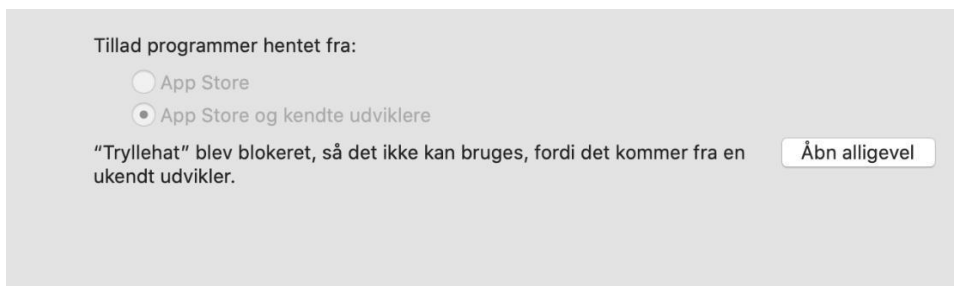 Tillad programmer hentet fra:
App Store
App Store og kendte udviklere
“Tryllehat” blev blokeret, så det ikke kan bruges, fordi det kommer fra en
ukendt udvikler.
Åbn alligevel